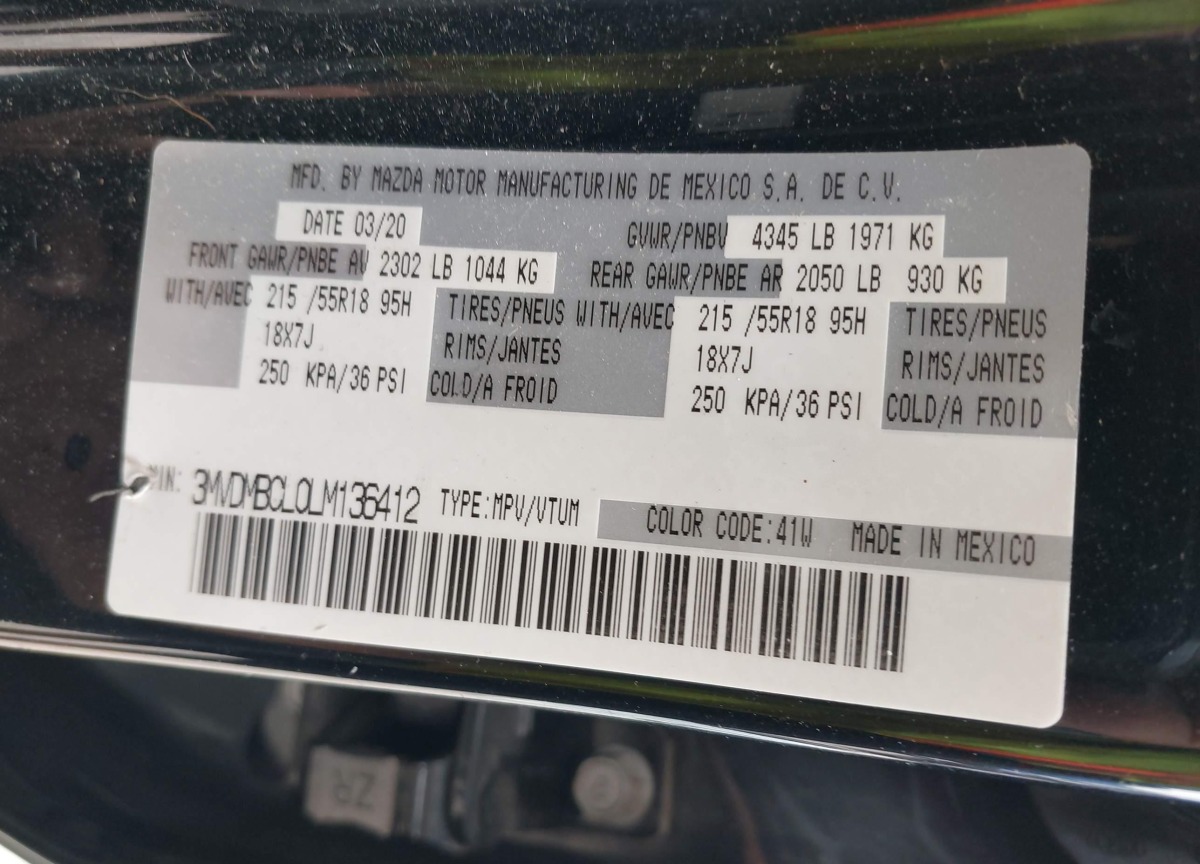 MFD. BY MAZDA MOTOR MANUFACTURING DE MEXICO S.A. DE C.V.
DATE 03/20 GVWR/PNBV 4345 LB 1971 KG
FRONT GAWR/PNBE AV 2302 LB 1044 KG REAR GAWR/PNBE AR 2050 LB 930 KG
WITH/AVEC 215 /55R18 95H TIRES/PNEUS WITH/AVEC 215 /55R18 95H TIRES/PNEUS
18X7J RIMS/JANTES 18X7J RIMS/JANTES
250 KPA/36 PSI COLD/A FROID 250 KPA/36 PSI COLD/A FROID
VIN: 3MVDMBCL0LM136412 TYPE:MPV/VTUM COLOR CODE:41W MADE IN MEXICO
ZR